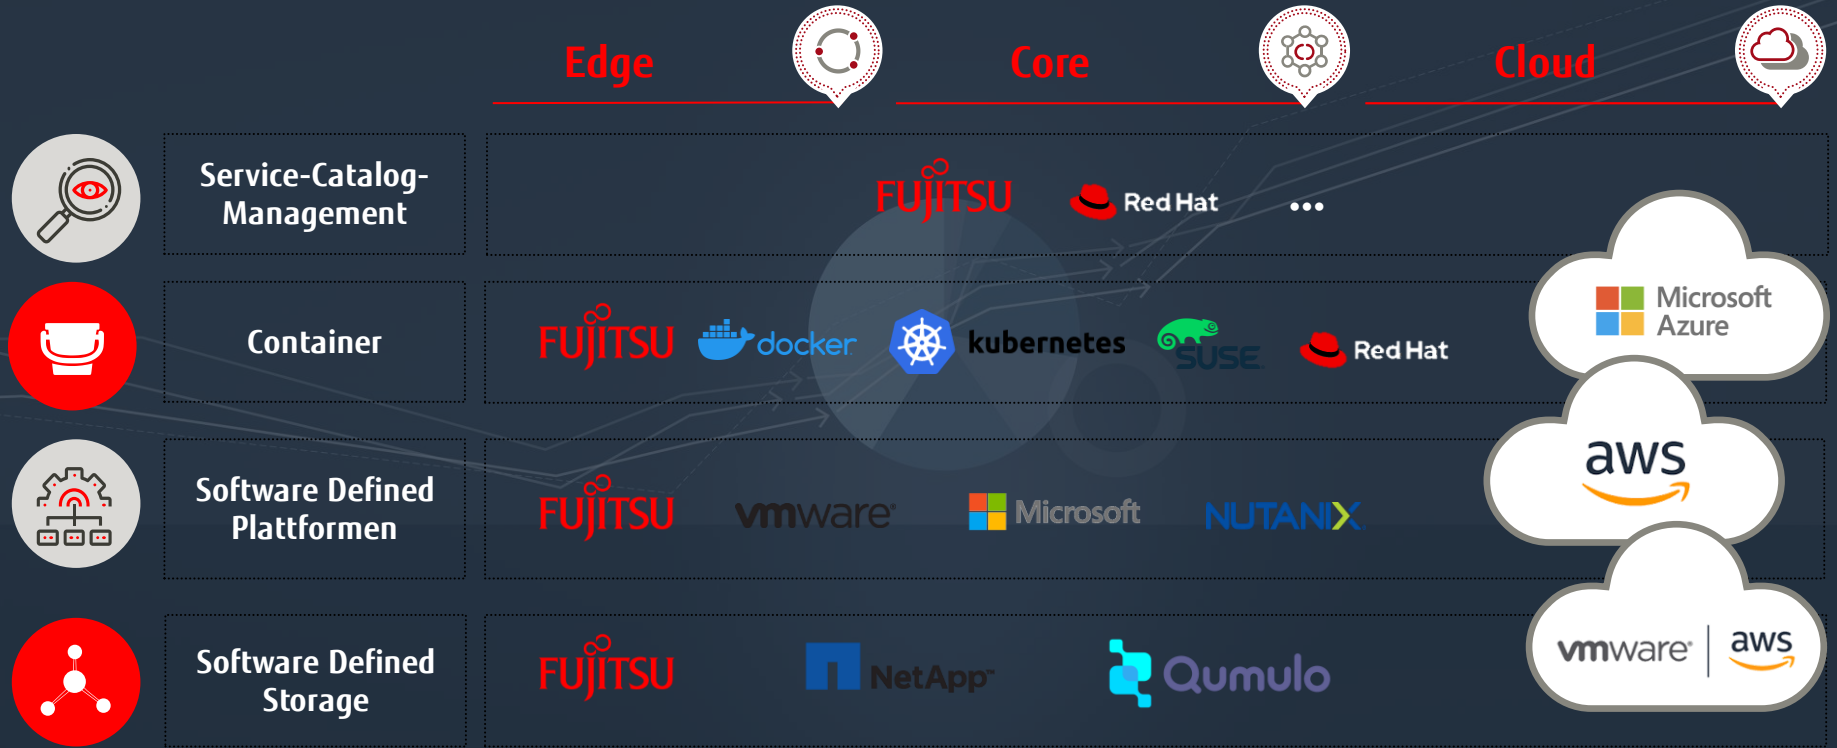 Edge
Core
Cloud
Service-Catalog-
Management
FUJITSU
Red Hat
...
Container
FUJITSU
docker
kubernetes
SUSE
Red Hat
Microsoft
Azure
Software Defined
Plattformen
FUJITSU
vmware®
Microsoft
NUTANIX
aws
Software Defined
Storage
FUJITSU
NetApp™
Qumulo
vmware® | aws